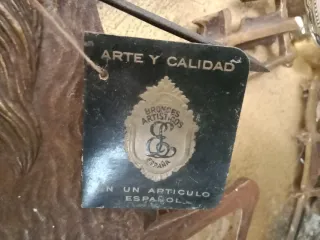 ARTE Y CALIDAD
BRONCES
ARTISTICOS
ESPAÑA
EN UN ARTICULO
ESPAÑOL